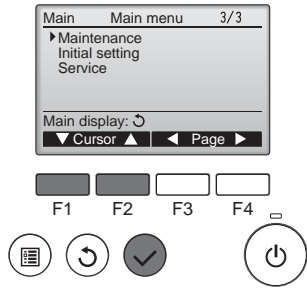 Main Main menu 3/3
Maintenance
Initial setting
Service
Main display:
Cursor Page
F1 F2 F3 F4